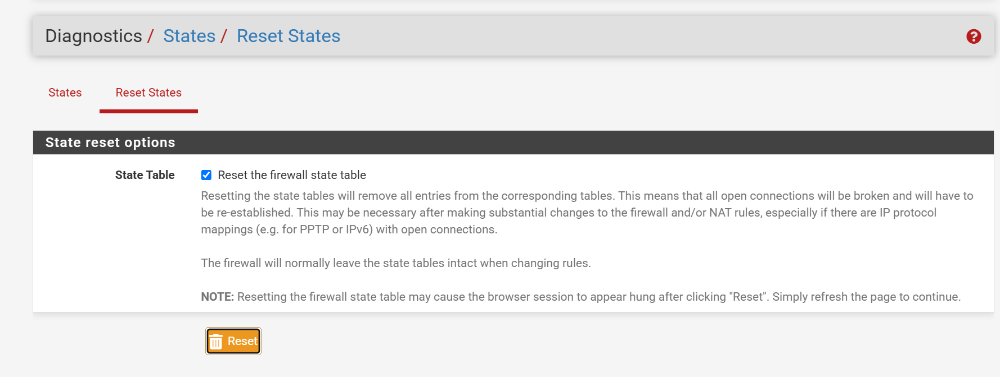 Diagnostics / States / Reset States
States Reset States
State reset options
State Table Reset the firewall state table
Resetting the state tables will remove all entries from the corresponding tables. This means that all open connections will be broken and will have to
be re-established. This may be necessary after making substantial changes to the firewall and/or NAT rules, especially if there are IP protocol
mappings (e.g. for PPTP or IPv6) with open connections.
The firewall will normally leave the state tables intact when changing rules.
NOTE: Resetting the firewall state table may cause the browser session to appear hung after clicking "Reset". Simply refresh the page to continue.
Reset